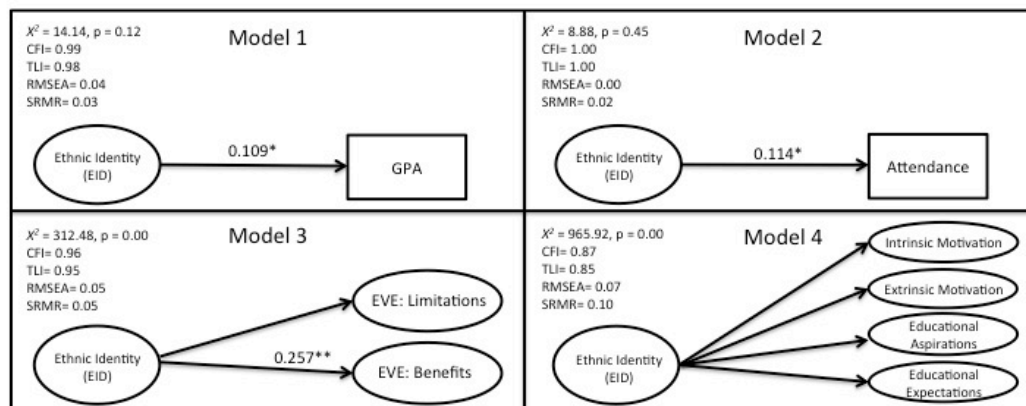 Model 1
X² = 14.14, p = 0.12
CFI= 0.99
TLI= 0.98
RMSEA= 0.04
SRMR= 0.03
Ethnic Identity
(EID)
0.109*
GPA
Model 2
X² = 8.88, p = 0.45
CFI= 1.00
TLI= 1.00
RMSEA= 0.00
SRMR= 0.02
Ethnic Identity
(EID)
0.114*
Attendance
Model 3
X² = 312.48, p = 0.00
CFI= 0.96
TLI= 0.95
RMSEA= 0.05
SRMR= 0.05
Ethnic Identity
(EID)
EVE: Limitations
0.257**
EVE: Benefits
Model 4
X² = 965.92, p = 0.00
CFI= 0.87
TLI= 0.85
RMSEA= 0.07
SRMR= 0.10
Ethnic Identity
(EID)
Intrinsic Motivation
Extrinsic Motivation
Educational
Aspirations
Educational
Expectations